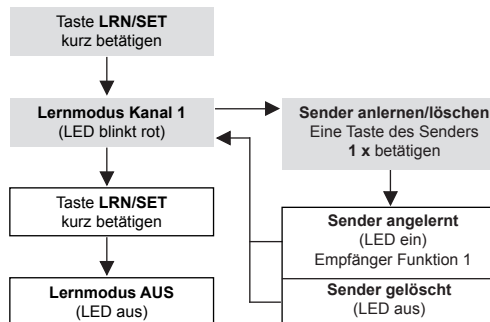 Taste LRN/SET
kurz betätigen
Lernmodus Kanal 1
(LED blinkt rot)
Sender anlernen/löschen
Eine Taste des Senders
1 x betätigen
Taste LRN/SET
kurz betätigen
Sender angelernt
(LED ein)
Empfänger Funktion 1
Lernmodus AUS
(LED aus)
Sender gelöscht
(LED aus)